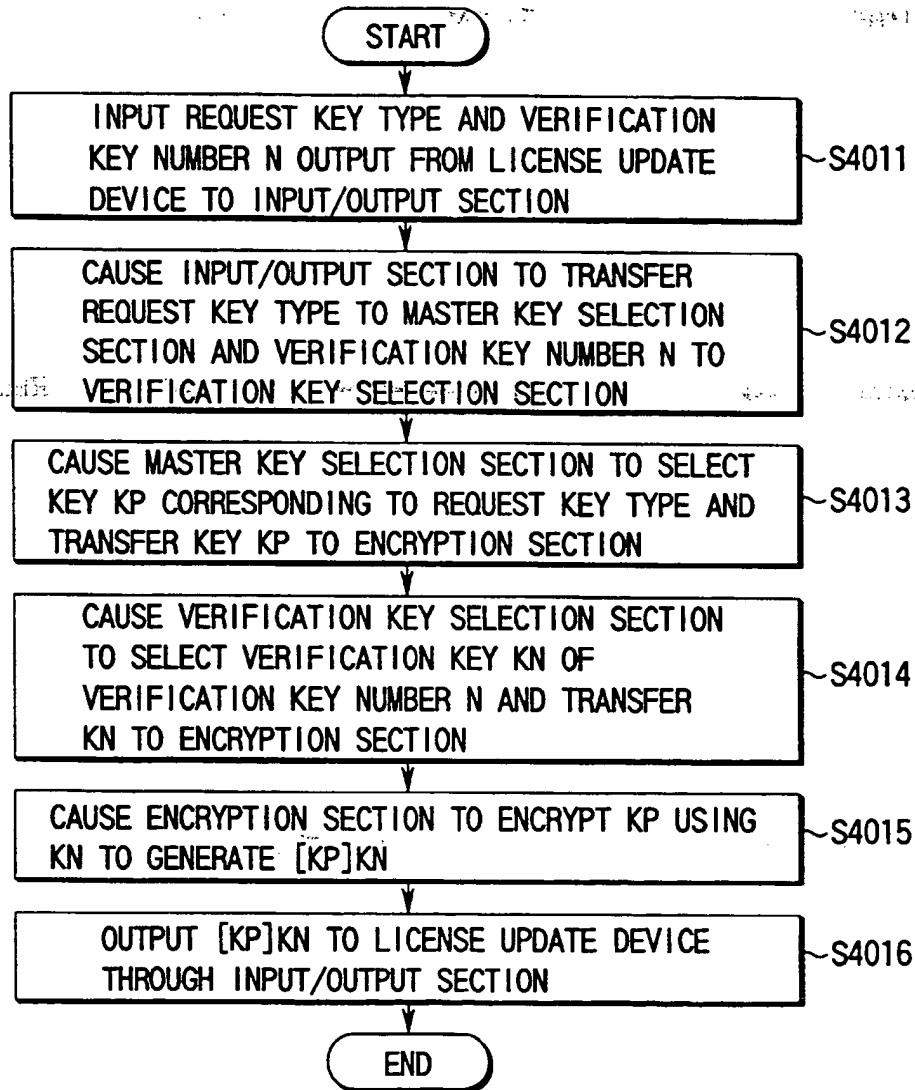 START
INPUT REQUEST KEY TYPE AND VERIFICATION
KEY NUMBER N OUTPUT FROM LICENSE UPDATE
DEVICE TO INPUT/OUTPUT SECTION
S4011
CAUSE INPUT/OUTPUT SECTION TO TRANSFER
REQUEST KEY TYPE TO MASTER KEY SELECTION
SECTION AND VERIFICATION KEY NUMBER N TO
VERIFICATION KEY SELECTION SECTION
S4012
CAUSE MASTER KEY SELECTION SECTION TO SELECT
KEY KP CORRESPONDING TO REQUEST KEY TYPE AND
TRANSFER KEY KP TO ENCRYPTION SECTION
S4013
CAUSE VERIFICATION KEY SELECTION SECTION
TO SELECT VERIFICATION KEY KN OF
VERIFICATION KEY NUMBER N AND TRANSFER
KN TO ENCRYPTION SECTION
S4014
CAUSE ENCRYPTION SECTION TO ENCRYPT KP USING
KN TO GENERATE [KP]KN
S4015
OUTPUT [KP]KN TO LICENSE UPDATE DEVICE
THROUGH INPUT/OUTPUT SECTION
S4016
END